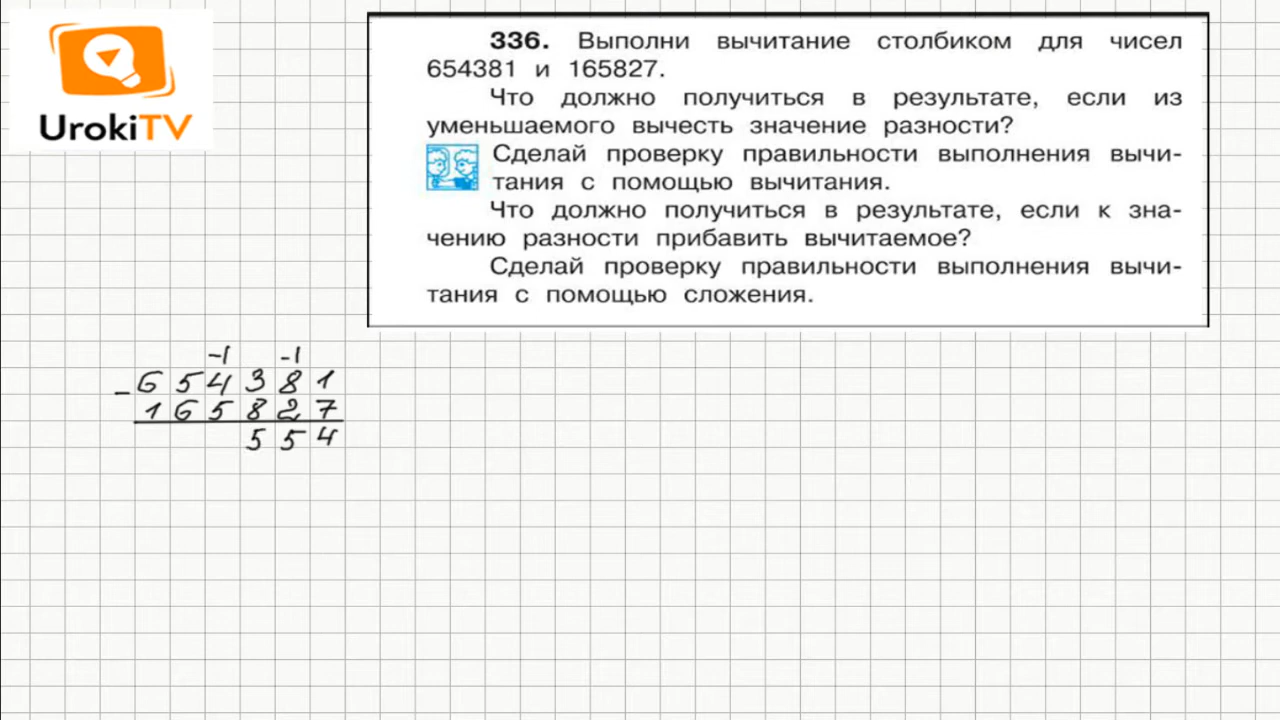 UrokiTV
336. Выполни вычитание столбиком для чисел
654381 и 165827.
Что должно получиться в результате, если из
уменьшаемого вычесть значение разности?
Сделай проверку правильности выполнения вычи-
тания с помощью вычитания.
Что должно получиться в результате, если к зна-
чению разности прибавить вычитаемое?
Сделай проверку правильности выполнения вычи-
тания с помощью сложения.
-1 -1
- 6 5 4 3 8 1
1 6 5 8 2 7
5 5 4